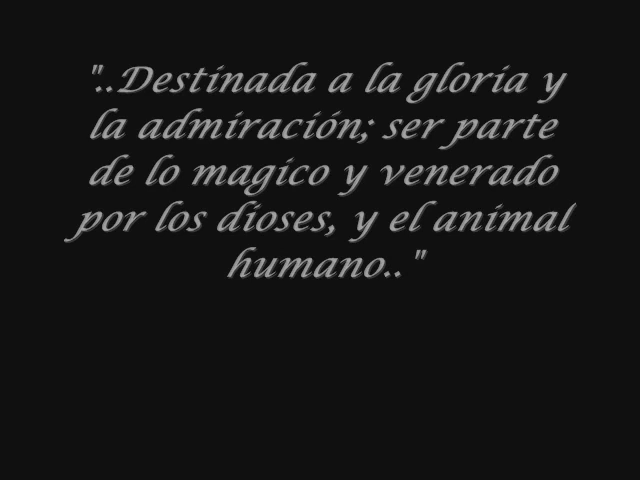 "..Destinada a la gloria y
la admiración; ser parte
de lo magico y venerado
por los dioses, y el animal
humano.. "